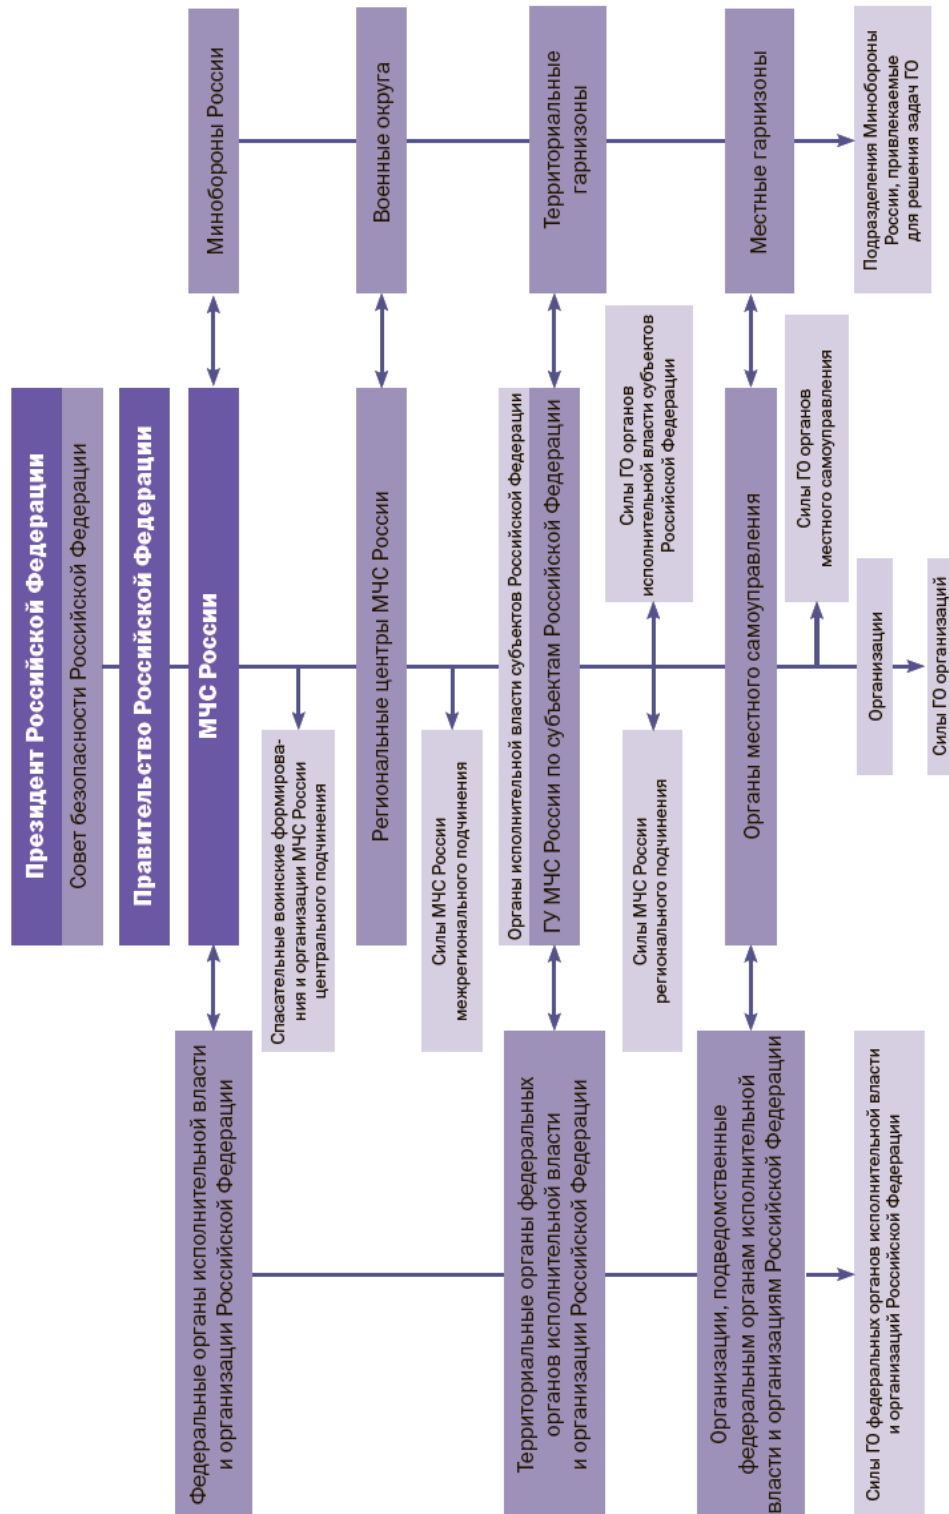 Президент Российской Федерации
Совет безопасности Российской Федерации
Правительство Российской Федерации
Федеральные органы исполнительной власти
и организации Российской Федерации
МЧС России
Минобороны России
Спасательные воинские формирова-
ния и организации МЧС России
центрального подчинения
Региональные центры МЧС России
Военные округа
Силы МЧС России
межрегионального подчинения
Территориальные органы федеральных
органов исполнительной власти
и организации Российской Федерации
Органы исполнительной власти субъектов Российской Федерации
ГУ МЧС России по субъектам Российской Федерации
Территориальные
гарнизоны
Силы МЧС России
регионального подчинения
Силы ГО органов
исполнительной власти субъектов
Российской Федерации
Организации, подведомственные
федеральным органам исполнительной
власти и организациям Российской Федерации
Органы местного самоуправления
Местные гарнизоны
Силы ГО органов
местного самоуправления
Силы ГО федеральных органов исполнительной власти
и организаций Российской Федерации
Организации
Подразделения Минобороны
России, привлекаемые
для решения задач ГО
Силы ГО организаций